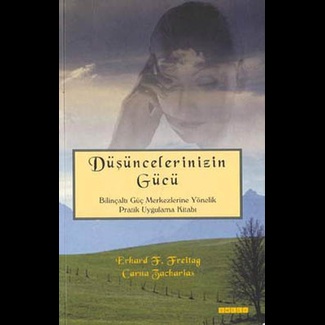 Düşüncelerinizin
Gücü
Bilinçaltı Güç Merkezlerine Yönelik
Pratik Uygulama Kitabı
Erhard F. Freitag
Carna Zacharias